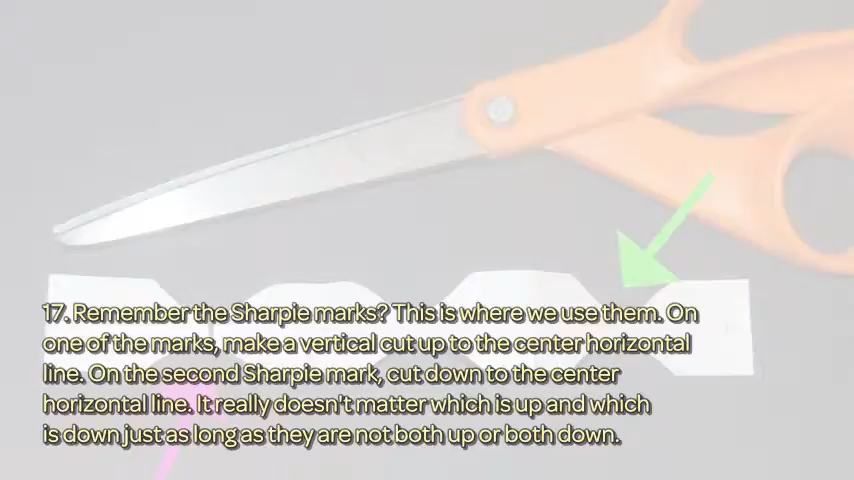 17. Remember the Sharpie marks? This is where we use them. On
one of the marks, make a vertical cut up to the center horizontal
line. On the second Sharpie mark, cut down to the center
horizontal line. It really doesn't matter which is up and which
is down just as long as they are not both up or both down.